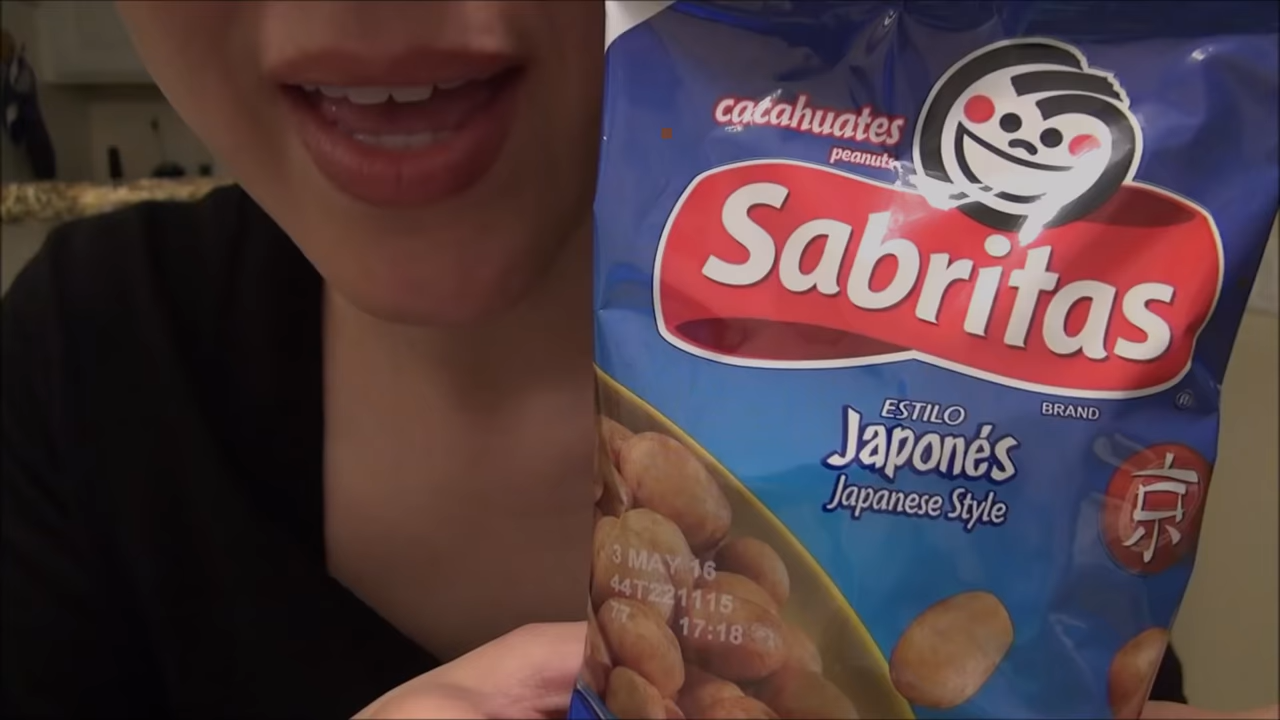 cacahuates
peanuts
Sabritas
BRAND
®
ESTILO
Japonés
Japanese Style
京
3 MAY 16
44T221115
77 17:18